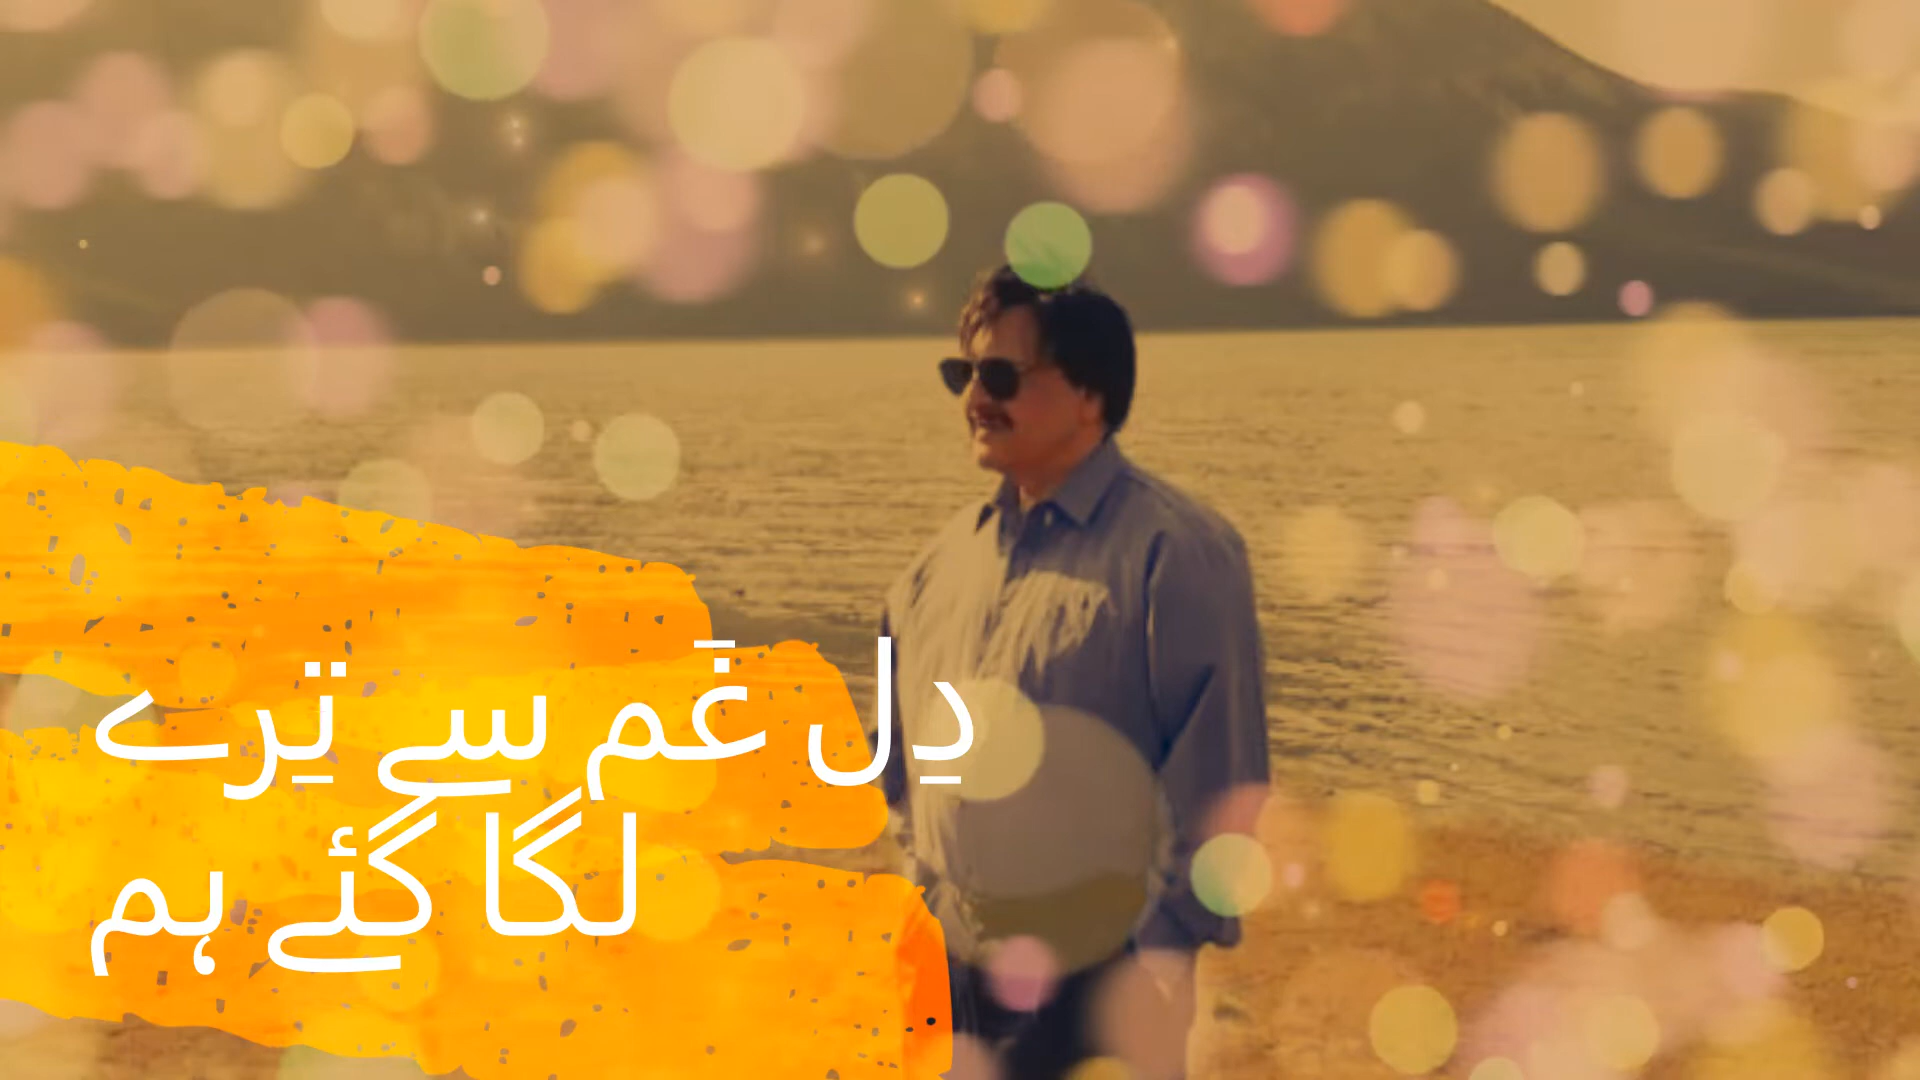 دِل غَم سے تِرے
لگا گئے ہم